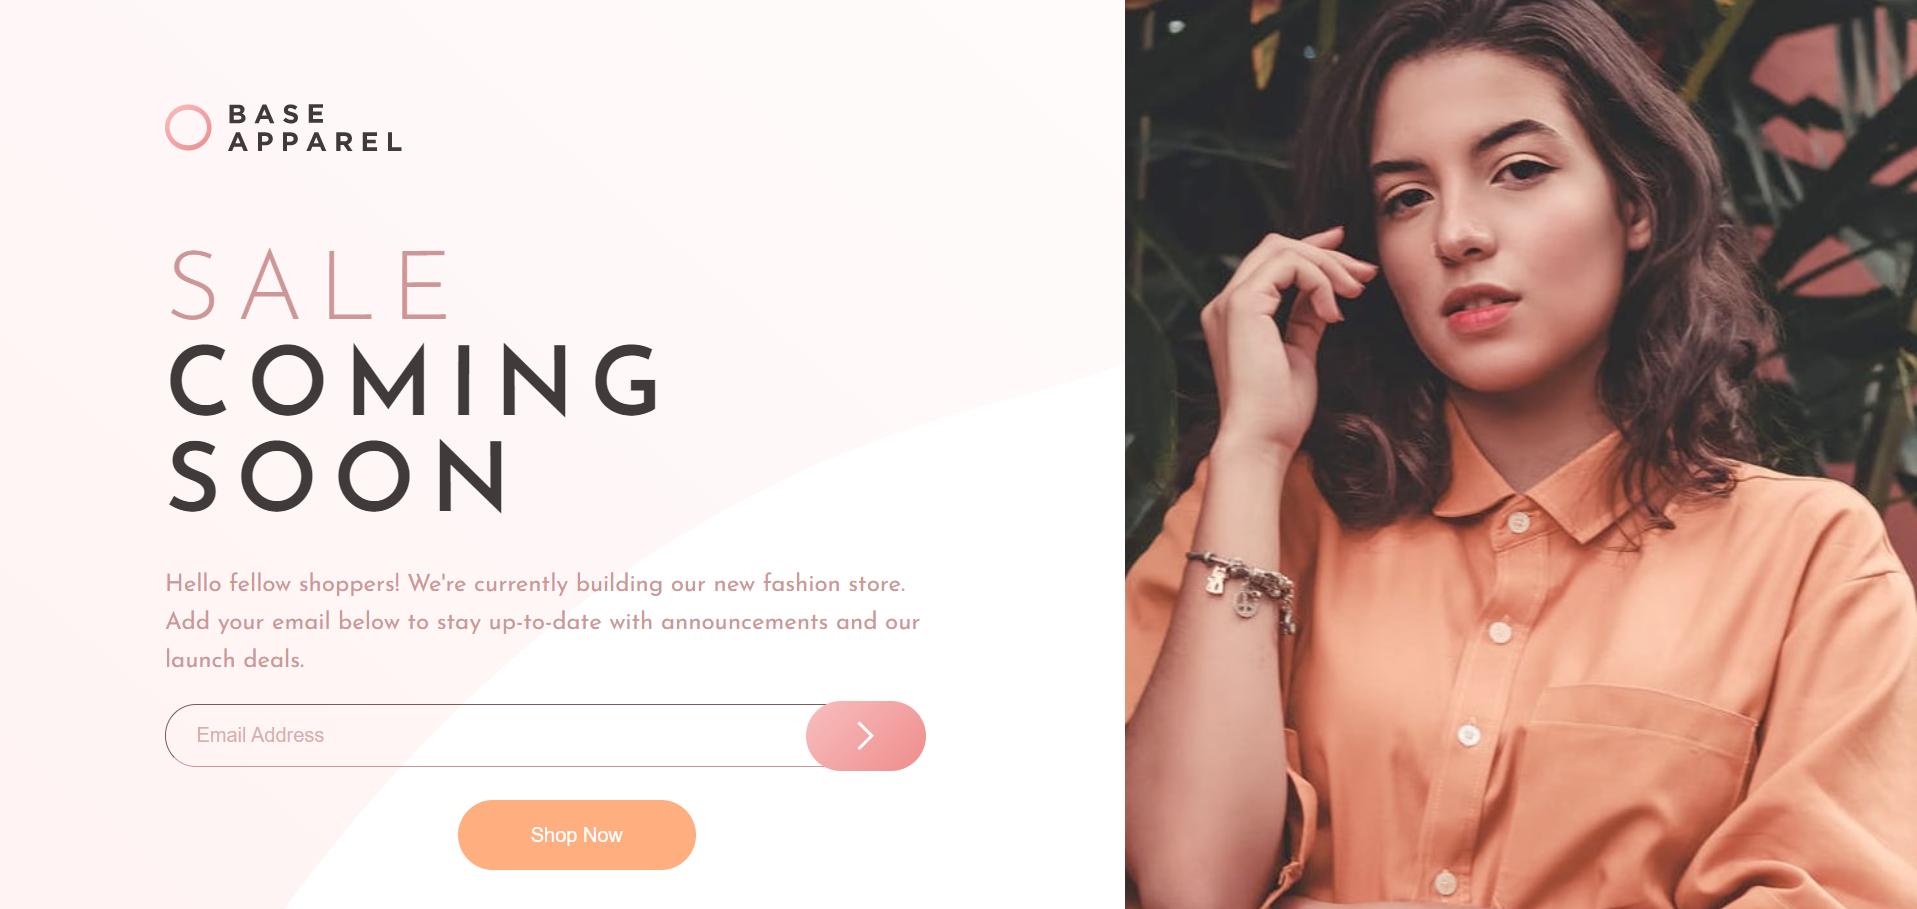 BASE
APPAREL
SALE
COMING
SOON
Hello fellow shoppers! We're currently building our new fashion store.
Add your email below to stay up-to-date with announcements and our
launch deals.
Email Address
Shop Now